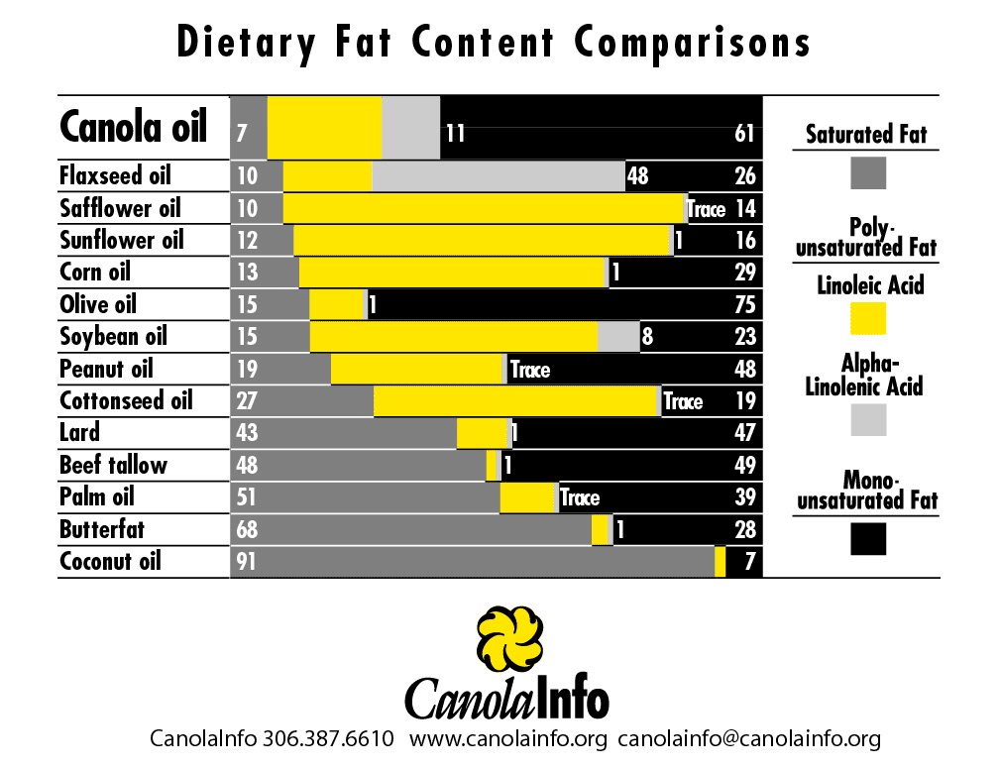 Dietary Fat Content Comparisons
Canola oil 7 11 61
Flaxseed oil 10 48 26
Safflower oil 10 Trace 14
Sunflower oil 12 1 16
Corn oil 13 1 29
Olive oil 15 1 75
Soybean oil 15 8 23
Peanut oil 19 Trace 48
Cottonseed oil 27 Trace 19
Lard 43 1 47
Beef tallow 48 1 49
Palm oil 51 Trace 39
Butterfat 68 1 28
Coconut oil 91 7
Saturated Fat
Poly-
unsaturated Fat
Linoleic Acid
Alpha-
Linolenic Acid
Mono-
unsaturated Fat
CanolaInfo
CanolaInfo 306.387.6610 www.canolainfo.org canolainfo@canolainfo.org